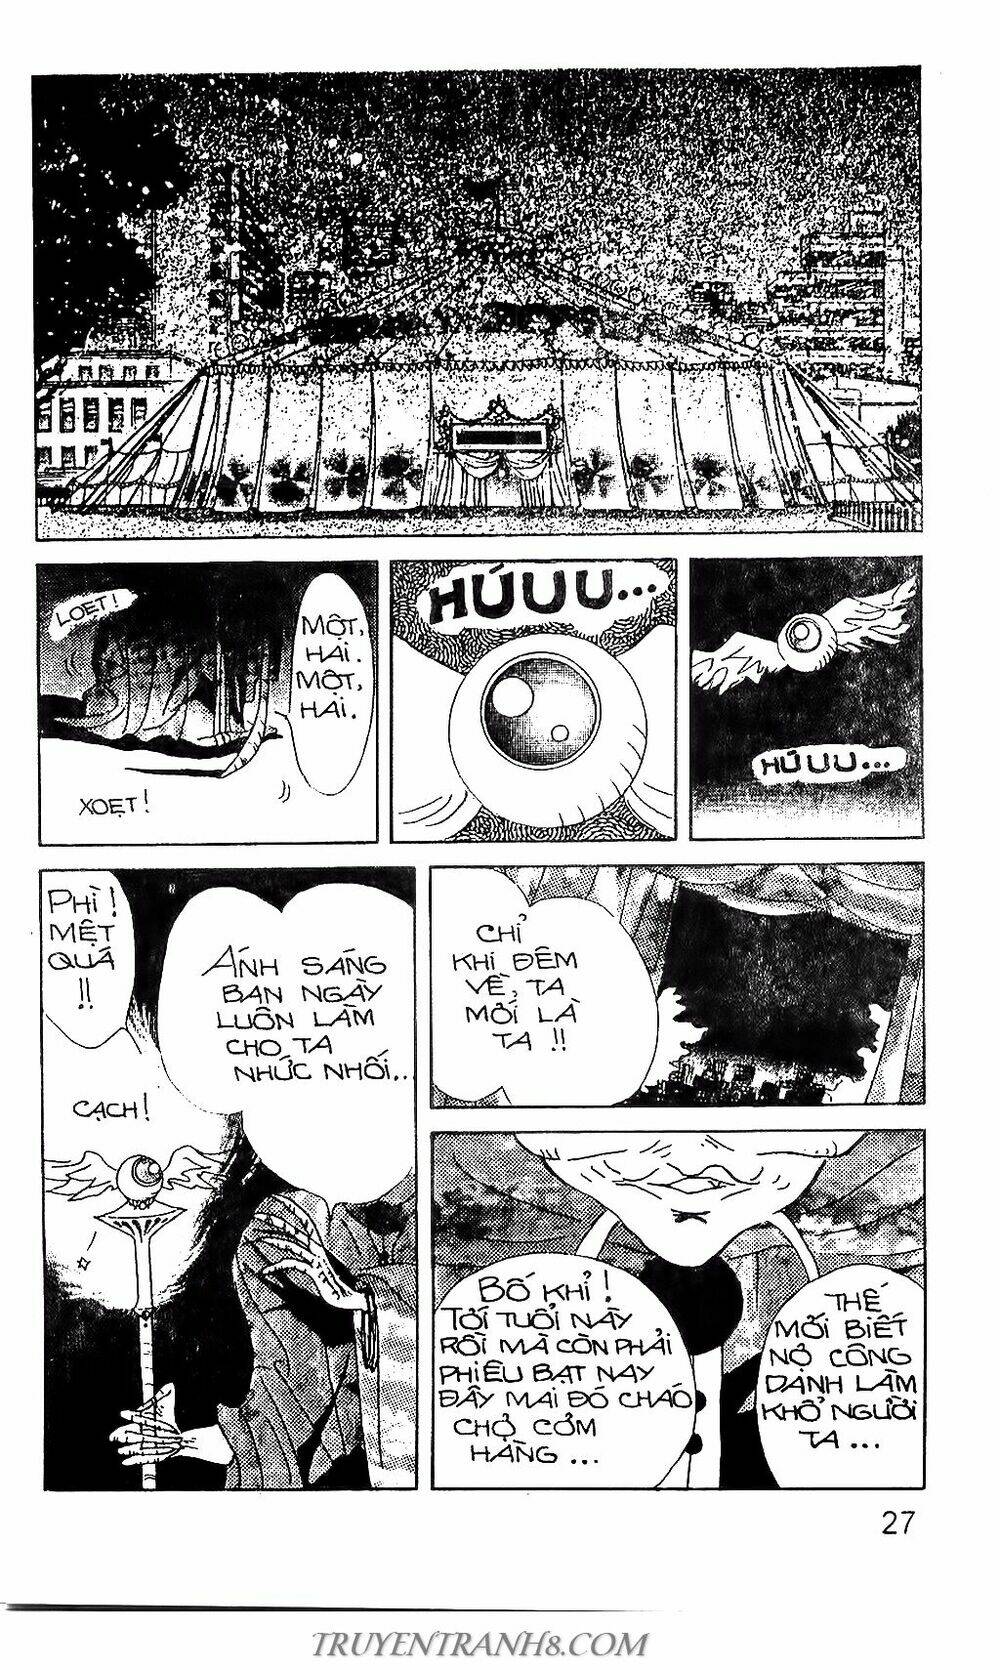 LOẸT!
MỘT,
HAI.
MỘT,
HAI.
XOẸT!
HÚUU...
HÚUU...
PHÌ!
MỆT
QUÁ
!!
ÁNH SÁNG
BAN NGÀY
LUÔN LÀM
CHO TA
NHỨC NHỐI...
CẠCH!
CHỈ
KHI ĐÊM
VỀ, TA
MỚI LÀ
TA !!
BỐ KHỈ!
TỚI TUỔI NÀY
RỒI MÀ CÒN PHẢI
PHIÊU BẠT NAY
ĐÂY MAI ĐÓ CHÁO
CHỢ CƠM
HÀNG ...
THẾ
MỚI BIẾT
NỢ CÔNG
DANH LÀM
KHỔ NGƯỜI
TA ...
27
TRUYENTRANH8.COM